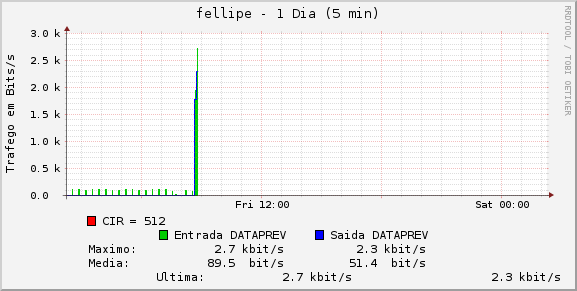 fellipe - 1 Dia (5 min)
RRDTOOL / TOBI OETIKER
Trafego em Bits/s
3.0 k
2.5 k
2.0 k
1.5 k
1.0 k
0.5 k
0.0
Fri 12:00 Sat 00:00
CIR = 512
Entrada DATAPREV Saida DATAPREV
Maximo: 2.7 kbit/s 2.3 kbit/s
Media: 89.5 bit/s 51.4 bit/s
Ultima: 2.7 kbit/s 2.3 kbit/s